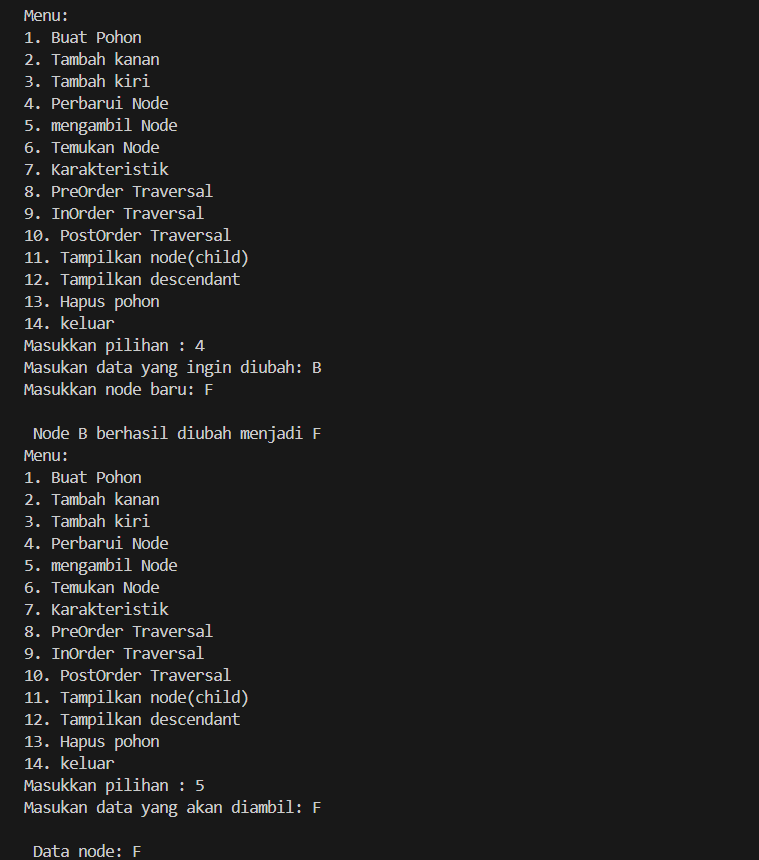 Menu:
1. Buat Pohon
2. Tambah kanan
3. Tambah kiri
4. Perbarui Node
5. mengambil Node
6. Temukan Node
7. Karakteristik
8. PreOrder Traversal
9. InOrder Traversal
10. PostOrder Traversal
11. Tampilkan node(child)
12. Tampilkan descendant
13. Hapus pohon
14. keluar
Masukkan pilihan : 4
Masukan data yang ingin diubah: B
Masukkan node baru: F

Node B berhasil diubah menjadi F
Menu:
1. Buat Pohon
2. Tambah kanan
3. Tambah kiri
4. Perbarui Node
5. mengambil Node
6. Temukan Node
7. Karakteristik
8. PreOrder Traversal
9. InOrder Traversal
10. PostOrder Traversal
11. Tampilkan node(child)
12. Tampilkan descendant
13. Hapus pohon
14. keluar
Masukkan pilihan : 5
Masukan data yang akan diambil: F

Data node: F